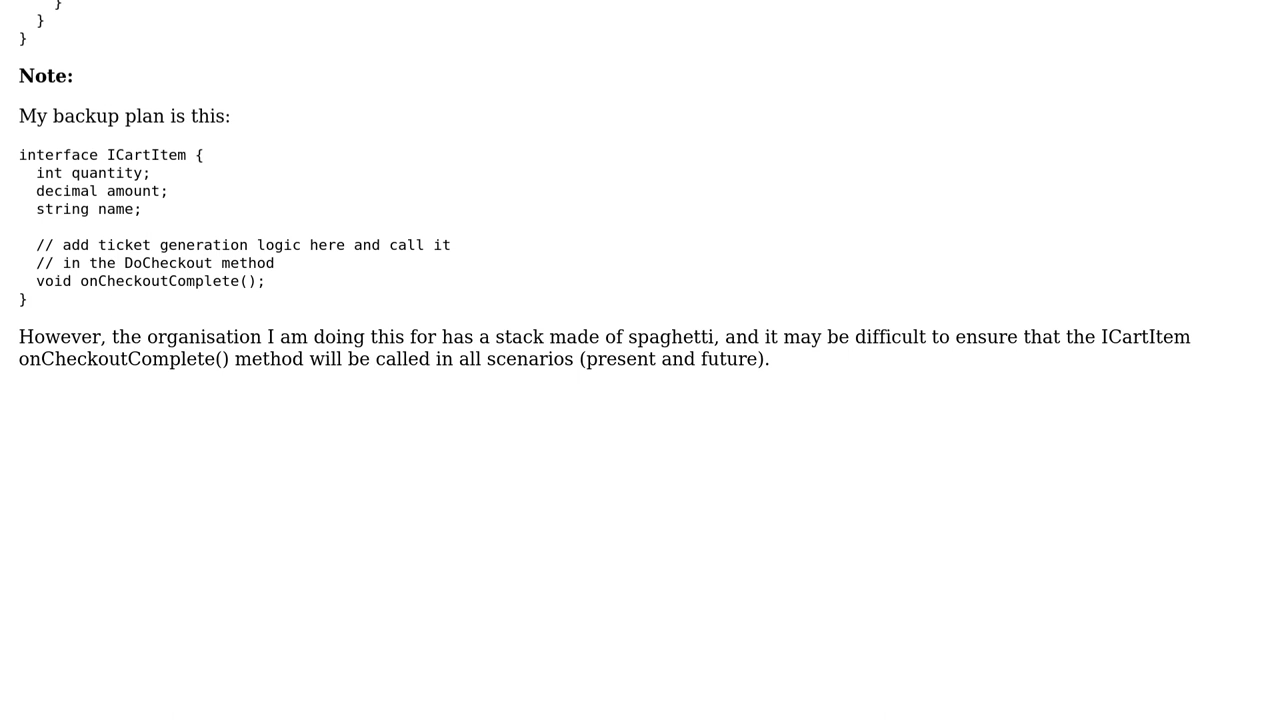 }
  }
}
Note:
My backup plan is this:
interface ICartItem {
  int quantity;
  decimal amount;
  string name;

  // add ticket generation logic here and call it
  // in the DoCheckout method
  void onCheckoutComplete();
}
However, the organisation I am doing this for has a stack made of spaghetti, and it may be difficult to ensure that the ICartItem
onCheckoutComplete() method will be called in all scenarios (present and future).